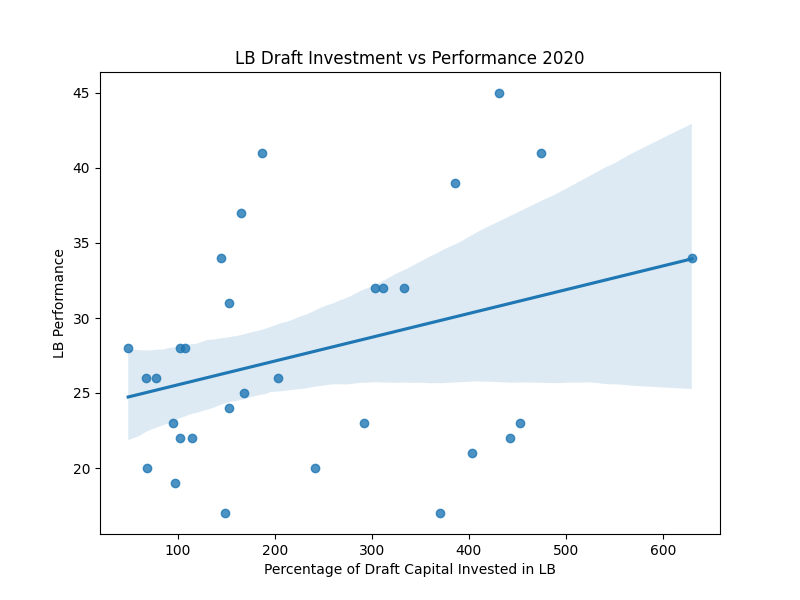 LB Draft Investment vs Performance 2020
45
40
35
30
25
20
LB Performance
100 200 300 400 500 600
Percentage of Draft Capital Invested in LB